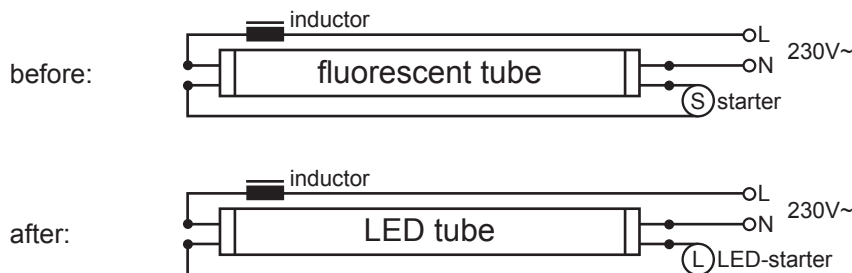 inductor
L
230V~
before:
fluorescent tube
N
S starter
inductor
L
230V~
after:
LED tube
N
L LED-starter